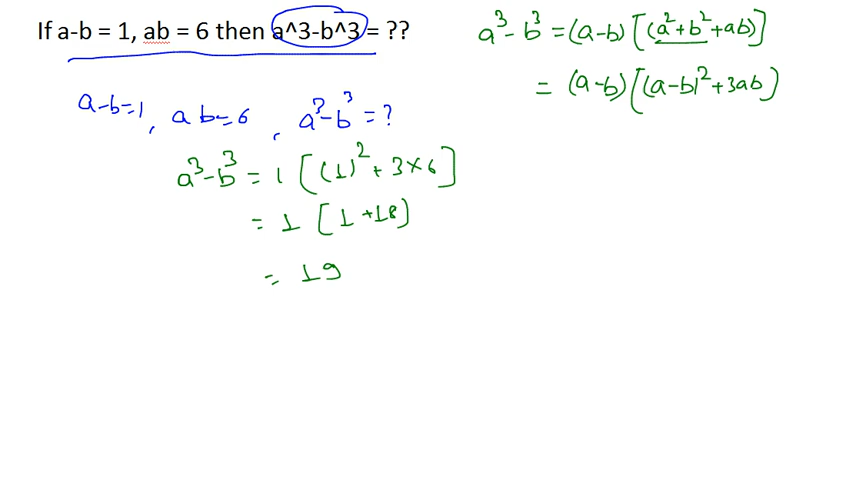 If a-b = 1, ab = 6 then a^3-b^3 = ??
a-b=1, ab=6, a³-b³=?
a³-b³ = 1[(1)²+3×6]
= 1[1+18]
= 19
a³-b³ = (a-b)[(a²+b²+ab)]
= (a-b)[(a-b)²+3ab]